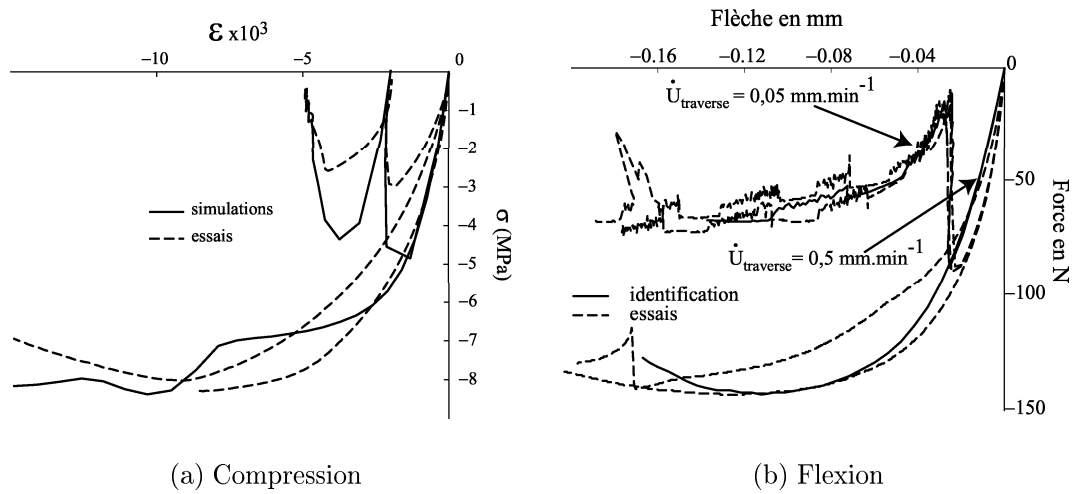 ε x10³
−10
−5
0
−1
−2
−3
−4
−5
−6
−7
−8
σ (MPa)
simulations
essais
(a) Compression
Flèche en mm
−0.16
−0.12
−0.08
−0.04
0
−50
−100
−150
Force en N
U̇traverse = 0,05 mm.min⁻¹
U̇traverse = 0,5 mm.min⁻¹
identification
essais
(b) Flexion